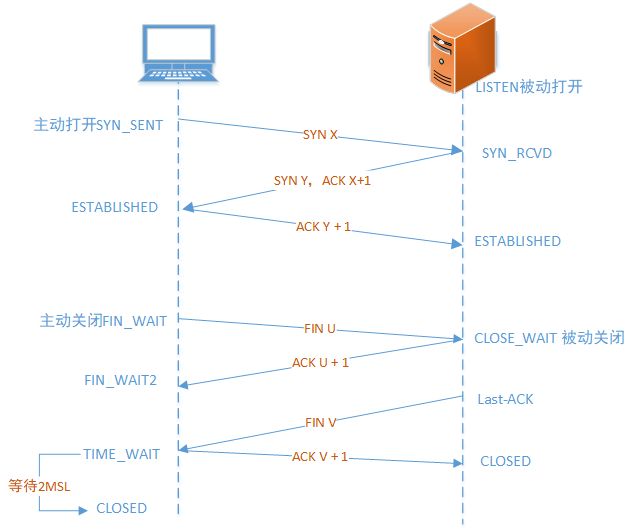 LISTEN被动打开
主动打开SYN_SENT
SYN X
SYN_RCVD
SYN Y，ACK X+1
ESTABLISHED
ACK Y + 1
ESTABLISHED
主动关闭FIN_WAIT
FIN U
CLOSE_WAIT 被动关闭
ACK U + 1
FIN_WAIT2
Last-ACK
FIN V
TIME_WAIT
ACK V + 1
CLOSED
等待2MSL
CLOSED